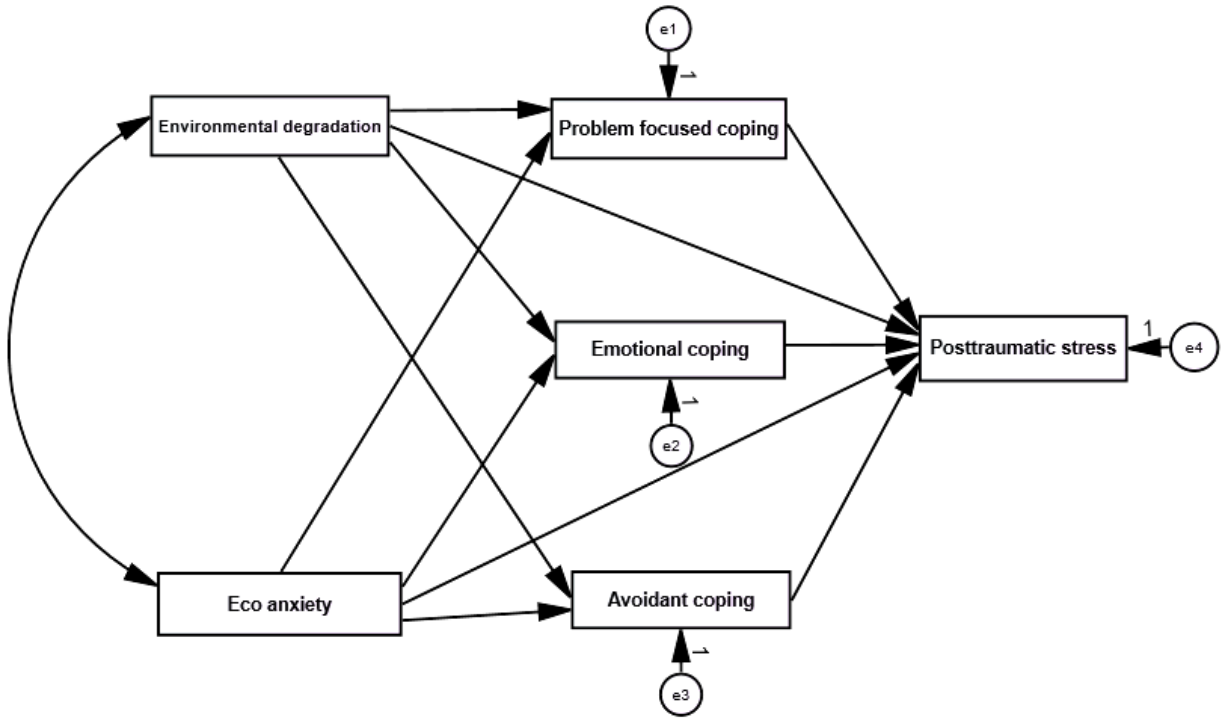 e1
1
Environmental degradation
Problem focused coping
Emotional coping
1
e2
Posttraumatic stress
1
e4
Eco anxiety
Avoidant coping
1
e3